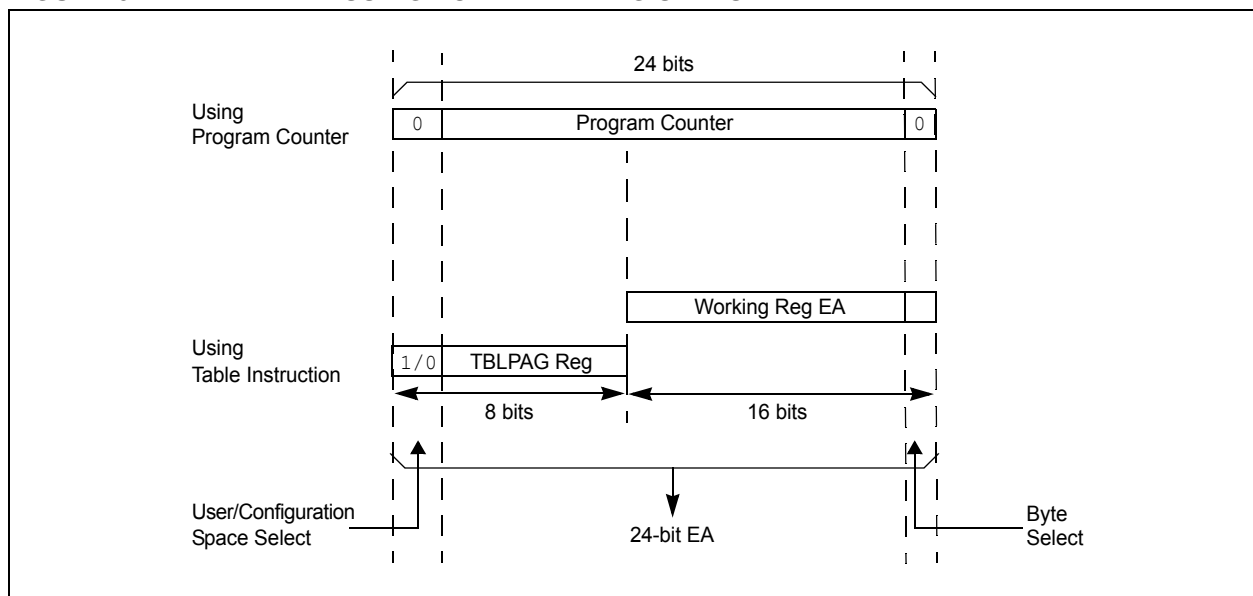 24 bits
Using
Program Counter
0
Program Counter
0
Working Reg EA
Using
Table Instruction
1/0
TBLPAG Reg
8 bits
16 bits
User/Configuration
Space Select
24-bit EA
Byte
Select